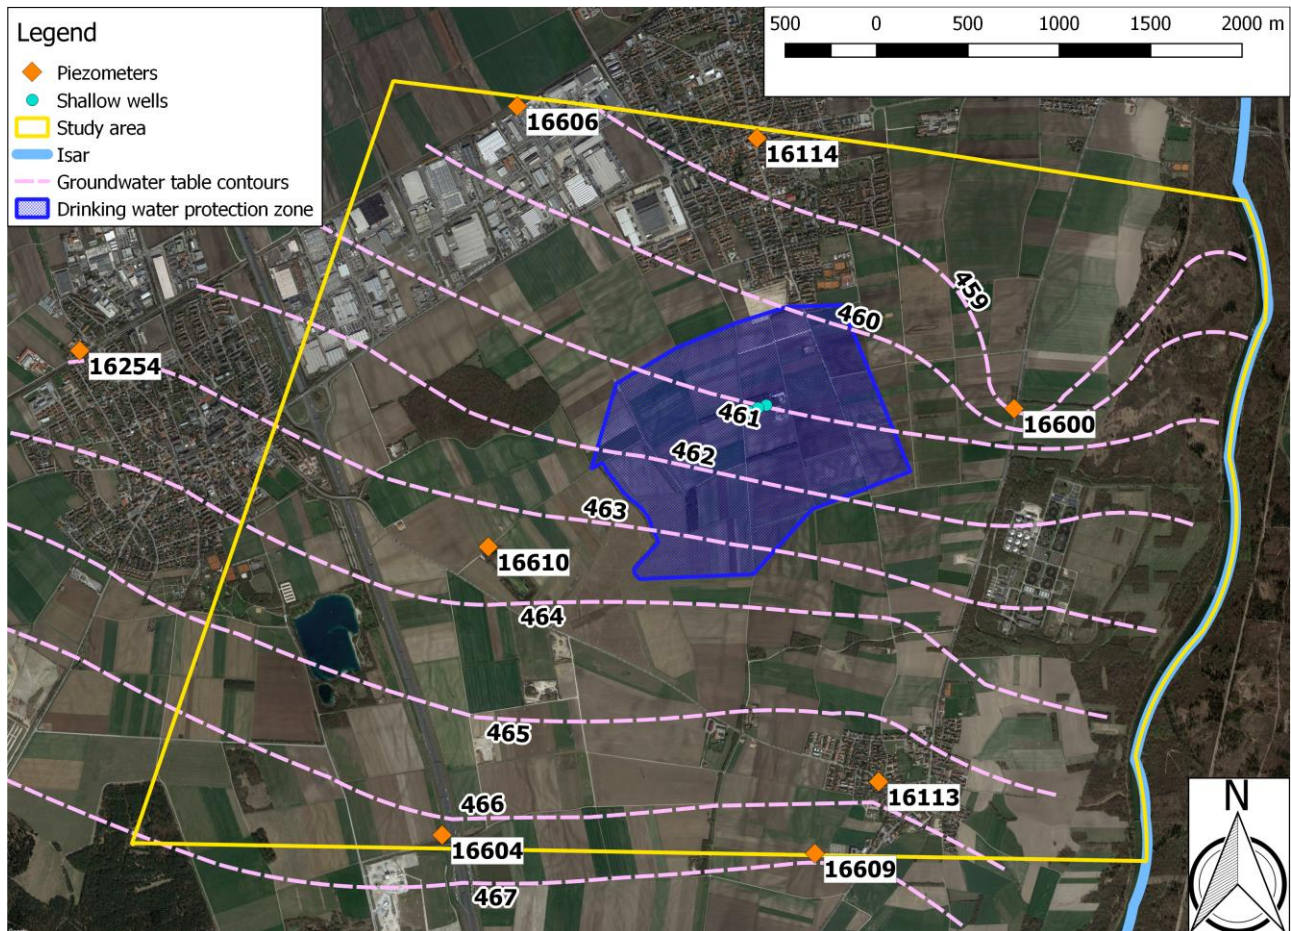 Legend
Piezometers
Shallow wells
Study area
Isar
Groundwater table contours
Drinking water protection zone
500 0 500 1000 1500 2000 m
16606
16114
459
460
16254
461
16600
462
463
16610
464
465
466
16113
16604
16609
467
N